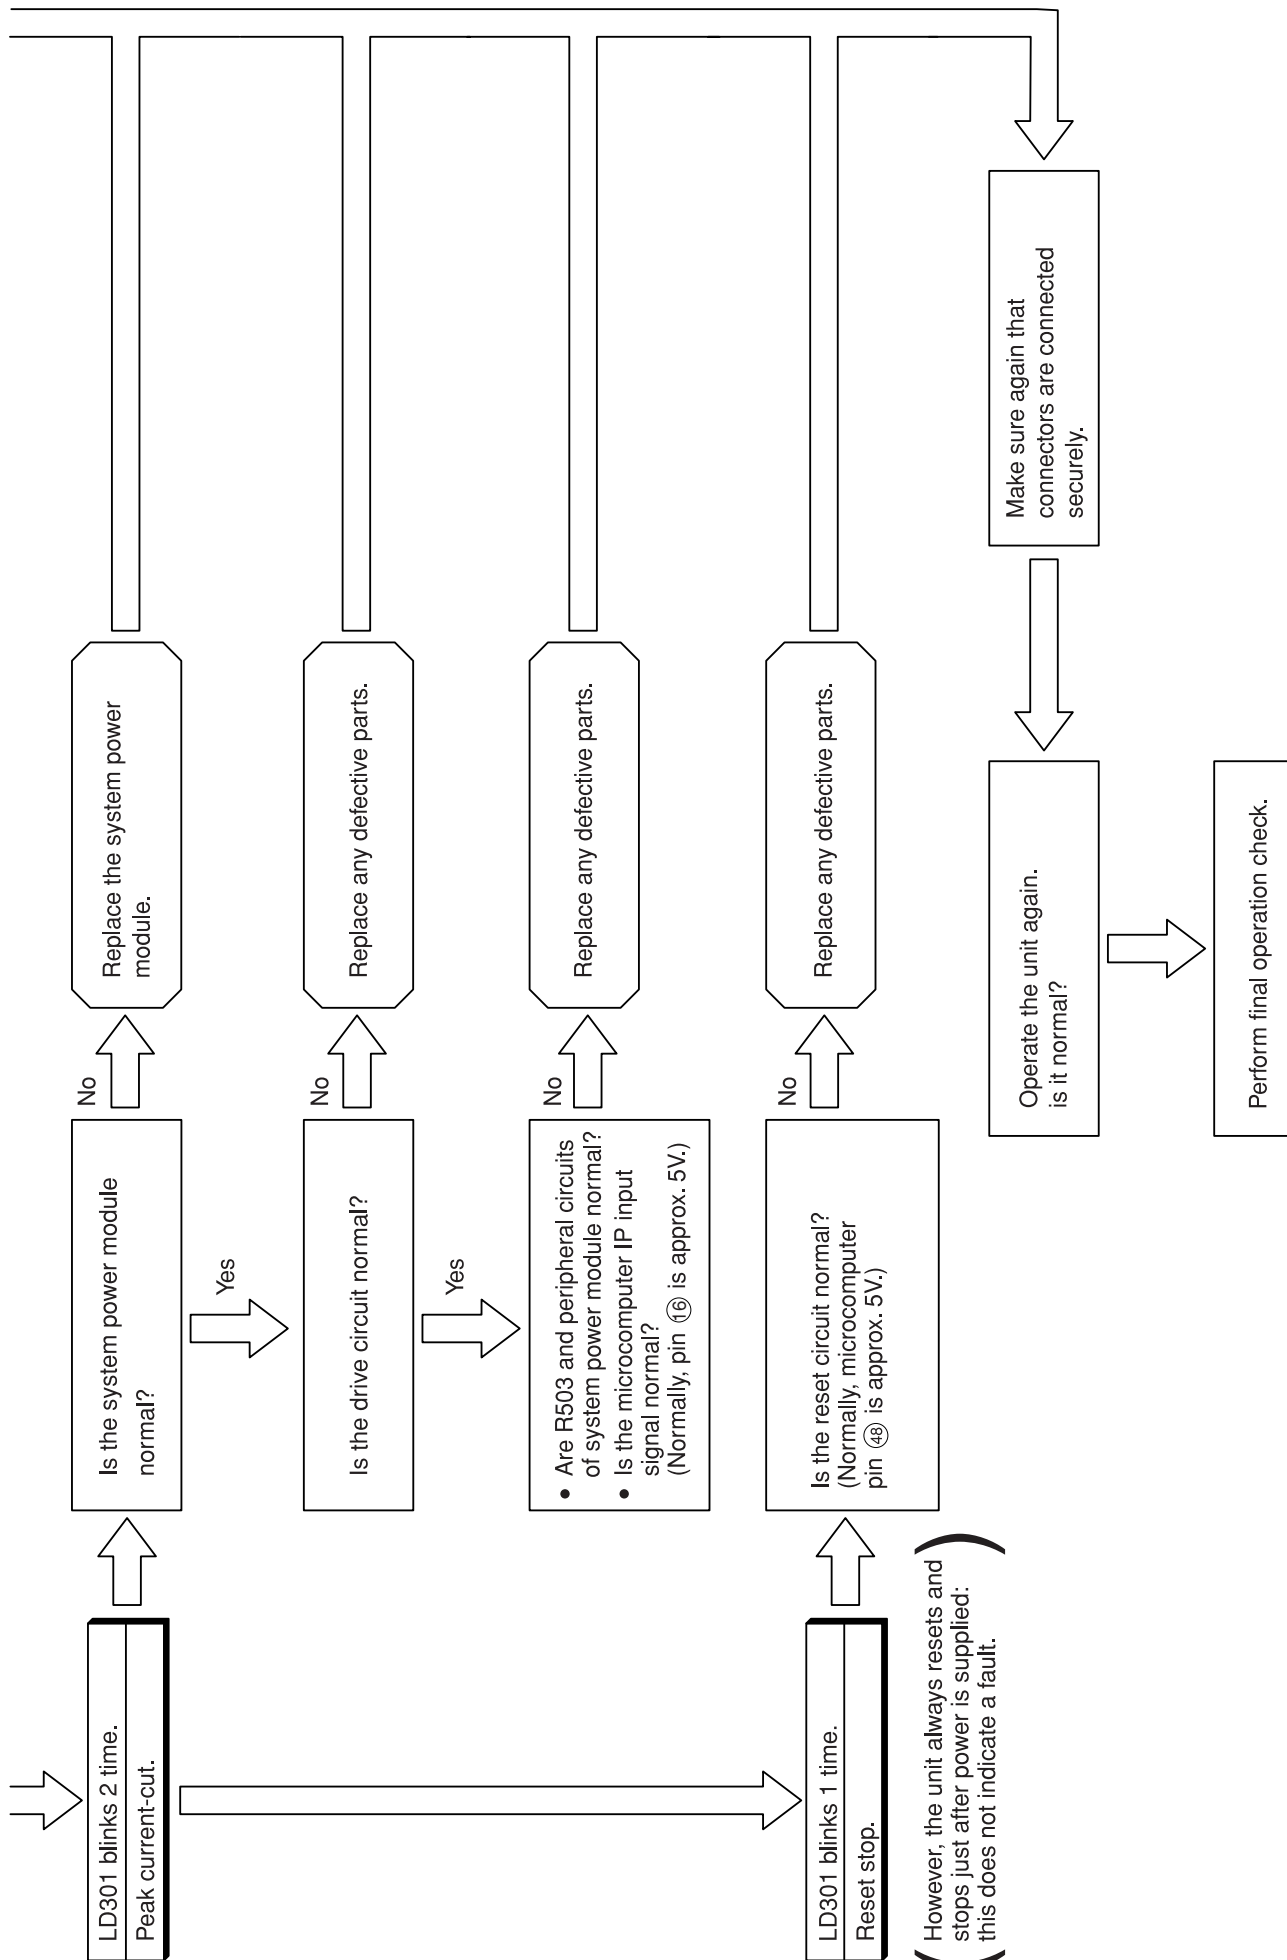 LD301 blinks 2 time.
Peak current-cut.
Is the system power module
normal?
No
Replace the system power
module.
Yes
Is the drive circuit normal?
No
Replace any defective parts.
Yes
• Are R503 and peripheral circuits
of system power module normal?
• Is the microcomputer IP input
signal normal?
(Normally, pin ⑯ is approx. 5V.)
No
Replace any defective parts.
LD301 blinks 1 time.
Reset stop.
Is the reset circuit normal?
(Normally, microcomputer
pin ㊽ is approx. 5V.)
No
Replace any defective parts.
(However, the unit always resets and
stops just after power is supplied:
this does not indicate a fault.)
Make sure again that
connectors are connected
securely.
Operate the unit again.
is it normal?
Perform final operation check.